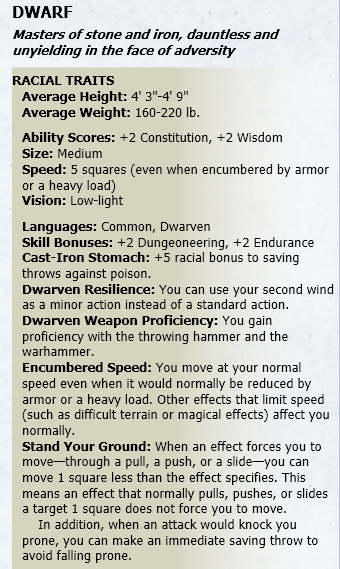 DWARF
Masters of stone and iron, dauntless and
unyielding in the face of adversity
RACIAL TRAITS
Average Height: 4' 3"-4' 9"
Average Weight: 160-220 lb.
Ability Scores: +2 Constitution, +2 Wisdom
Size: Medium
Speed: 5 squares (even when encumbered by armor
or a heavy load)
Vision: Low-light
Languages: Common, Dwarven
Skill Bonuses: +2 Dungeoneering, +2 Endurance
Cast-Iron Stomach: +5 racial bonus to saving
throws against poison.
Dwarven Resilience: You can use your second wind
as a minor action instead of a standard action.
Dwarven Weapon Proficiency: You gain
proficiency with the throwing hammer and the
warhammer.
Encumbered Speed: You move at your normal
speed even when it would normally be reduced by
armor or a heavy load. Other effects that limit speed
(such as difficult terrain or magical effects) affect you
normally.
Stand Your Ground: When an effect forces you to
move—through a pull, a push, or a slide—you can
move 1 square less than the effect specifies. This
means an effect that normally pulls, pushes, or slides
a target 1 square does not force you to move.
In addition, when an attack would knock you
prone, you can make an immediate saving throw to
avoid falling prone.